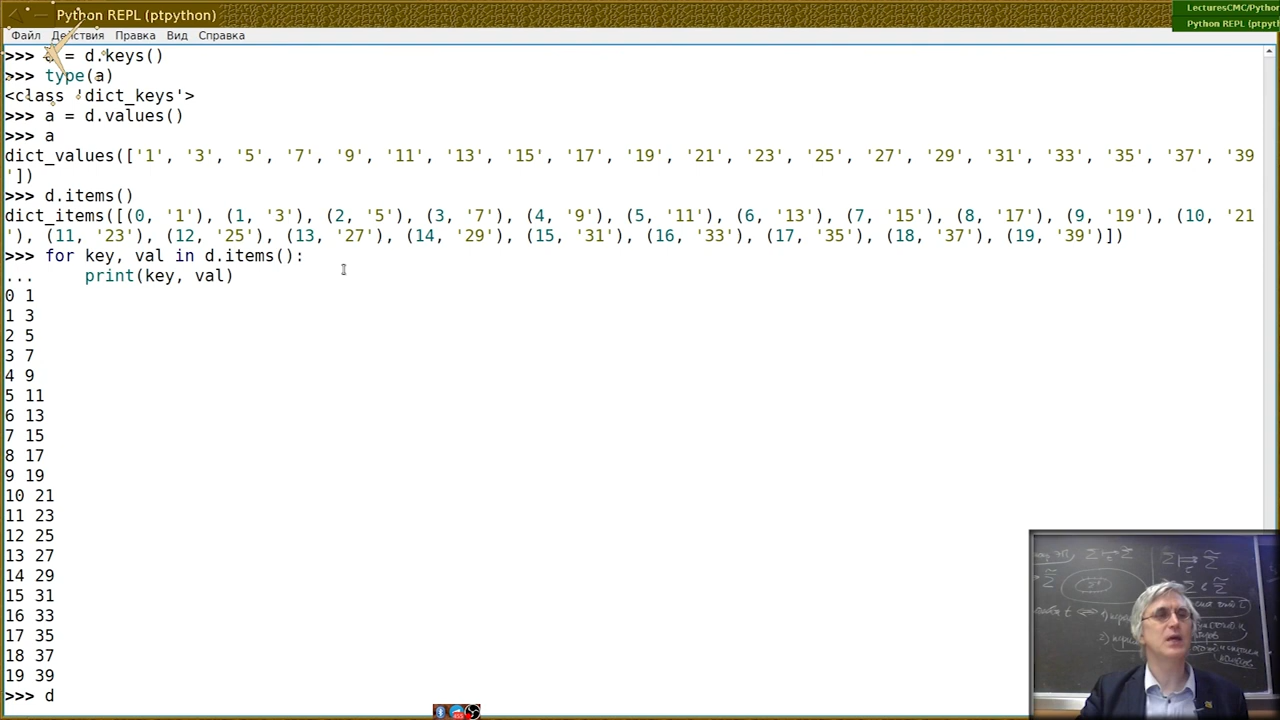 Python REPL (ptpython)
LecturesCMC/Python
Python REPL (ptpy
Файл Действия Правка Вид Справка
>>> a = d.keys()
>>> type(a)
<class 'dict_keys'>
>>> a = d.values()
>>> a
dict_values(['1', '3', '5', '7', '9', '11', '13', '15', '17', '19', '21', '23', '25', '27', '29', '31', '33', '35', '37', '39
'])
>>> d.items()
dict_items([(0, '1'), (1, '3'), (2, '5'), (3, '7'), (4, '9'), (5, '11'), (6, '13'), (7, '15'), (8, '17'), (9, '19'), (10, '21
'), (11, '23'), (12, '25'), (13, '27'), (14, '29'), (15, '31'), (16, '33'), (17, '35'), (18, '37'), (19, '39')])
>>> for key, val in d.items():
...     print(key, val)
0 1
1 3
2 5
3 7
4 9
5 11
6 13
7 15
8 17
9 19
10 21
11 23
12 25
13 27
14 29
15 31
16 33
17 35
18 37
19 39
>>> d